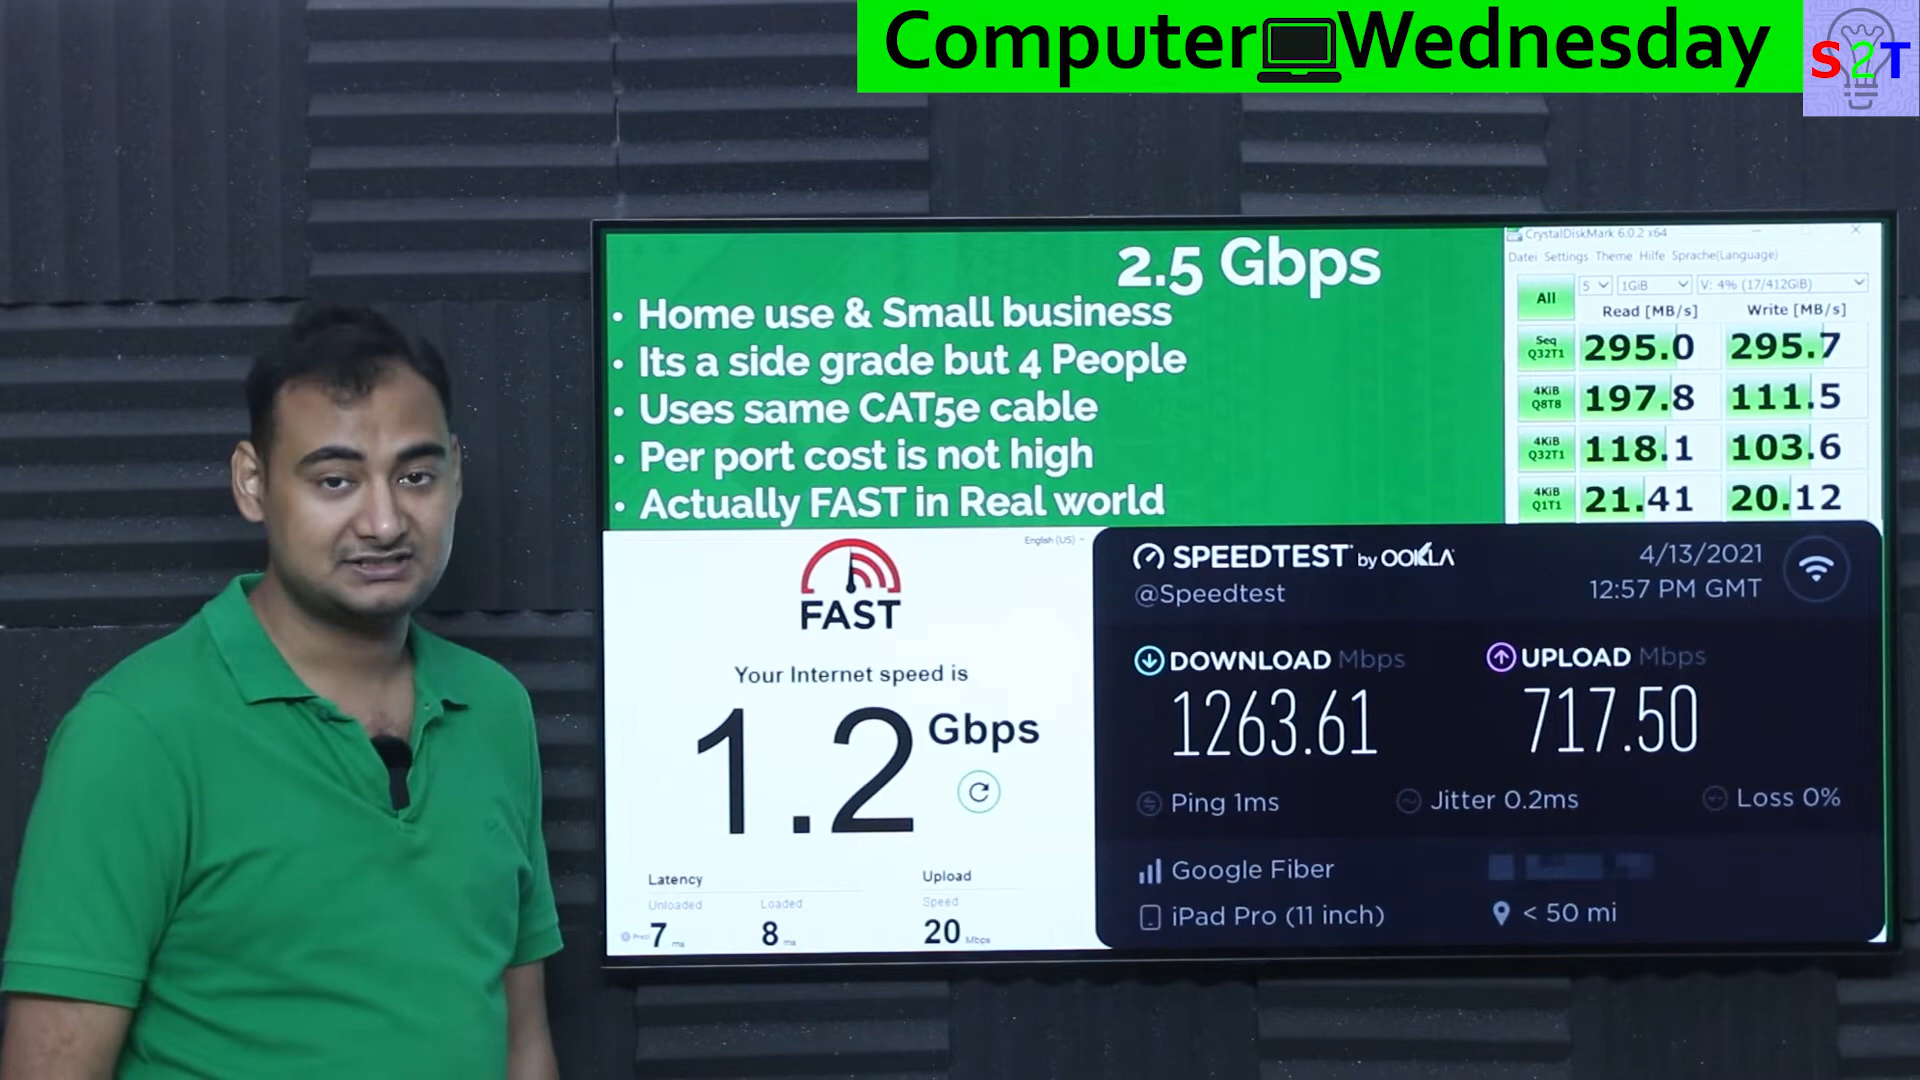 Computer Wednesday
S2T
2.5 Gbps
• Home use & Small business
• Its a side grade but 4 People
• Uses same CAT5e cable
• Per port cost is not high
• Actually FAST in Real world
CrystalDiskMark 6.0.2 x64
Datei Settings Theme Hilfe Sprache(Language)
All 5 1GiB V: 4% (17/412GiB)
Read [MB/s] Write [MB/s]
Seq Q32T1 295.0 295.7
4KiB Q8T8 197.8 111.5
4KiB Q32T1 118.1 103.6
4KiB Q1T1 21.41 20.12
English (US)
FAST
Your Internet speed is
1.2 Gbps
Latency Upload
Unloaded Loaded Speed
7 ms 8 ms 20 Mbps
SPEEDTEST by OOKLA
@Speedtest
4/13/2021
12:57 PM GMT
DOWNLOAD Mbps UPLOAD Mbps
1263.61 717.50
Ping 1ms Jitter 0.2ms Loss 0%
Google Fiber
iPad Pro (11 inch) < 50 mi